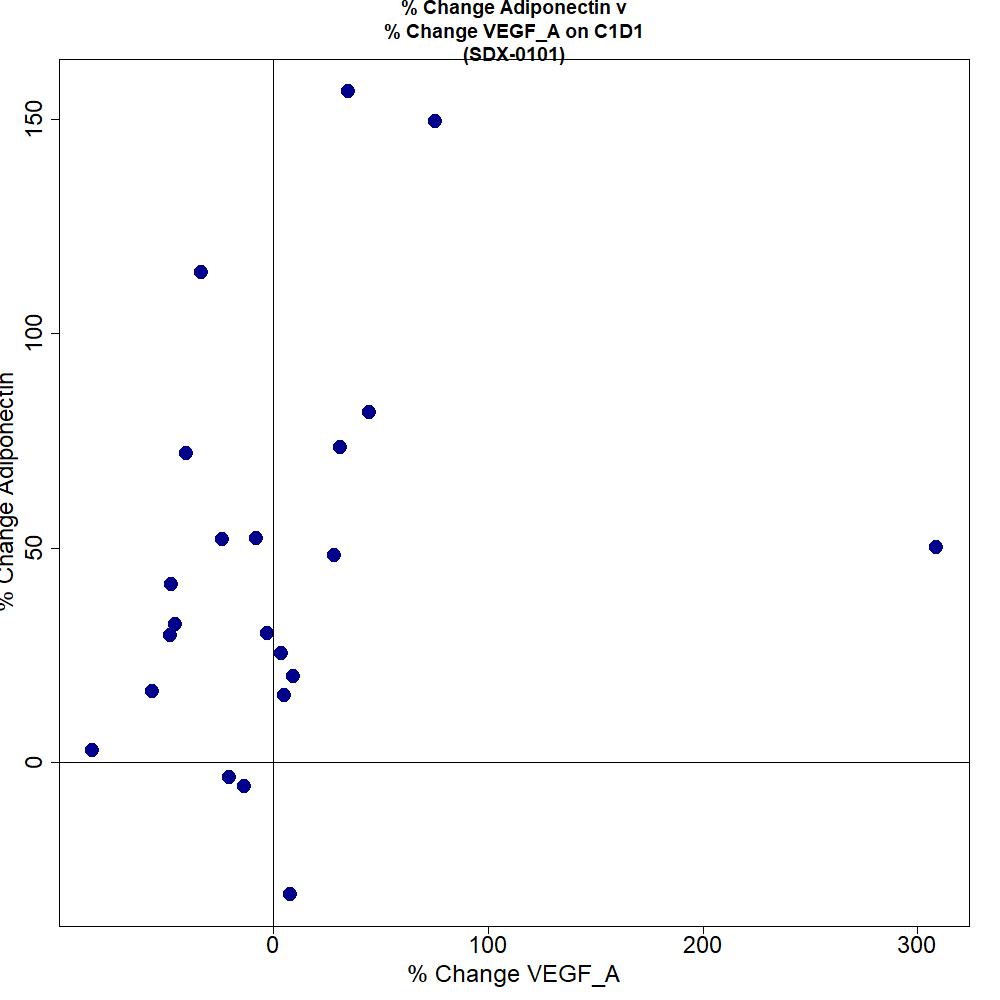 % Change Adiponectin v
% Change VEGF_A on C1D1
(SDX-0101)
150
100
50
0
% Change Adiponectin
0
100
200
300
% Change VEGF_A